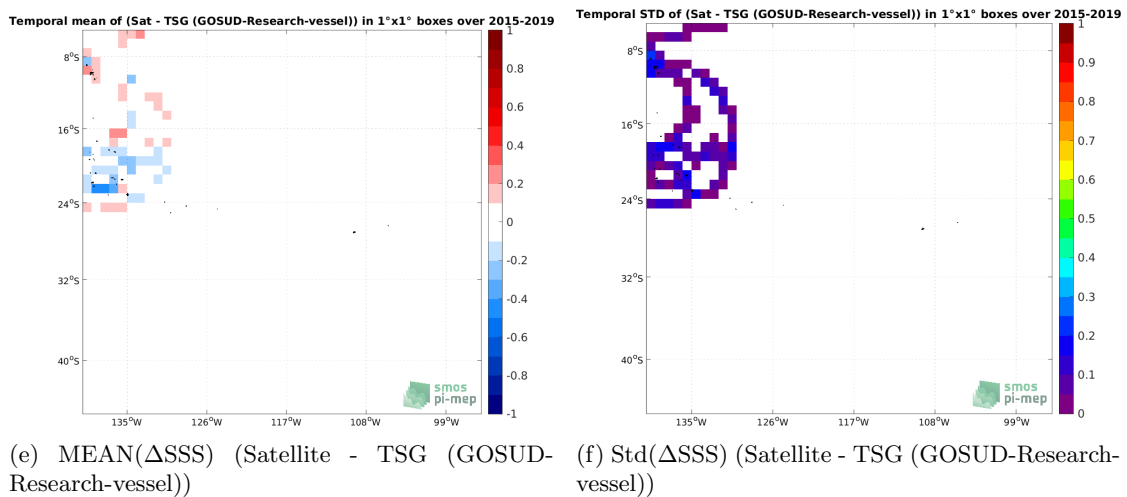 Temporal mean of (Sat - TSG (GOSUD-Research-vessel)) in 1°x1° boxes over 2015-2019
8°S
16°S
24°S
32°S
40°S
135°W
126°W
117°W
108°W
99°W
1
0.8
0.6
0.4
0.2
0
-0.2
-0.4
-0.6
-0.8
-1
smos
pi-mep
(e) MEAN(ΔSSS) (Satellite - TSG (GOSUD-
Research-vessel))
Temporal STD of (Sat - TSG (GOSUD-Research-vessel)) in 1°x1° boxes over 2015-2019
8°S
16°S
24°S
32°S
40°S
135°W
126°W
117°W
108°W
99°W
1
0.9
0.8
0.7
0.6
0.5
0.4
0.3
0.2
0.1
0
smos
pi-mep
(f) Std(ΔSSS) (Satellite - TSG (GOSUD-Research-
vessel))